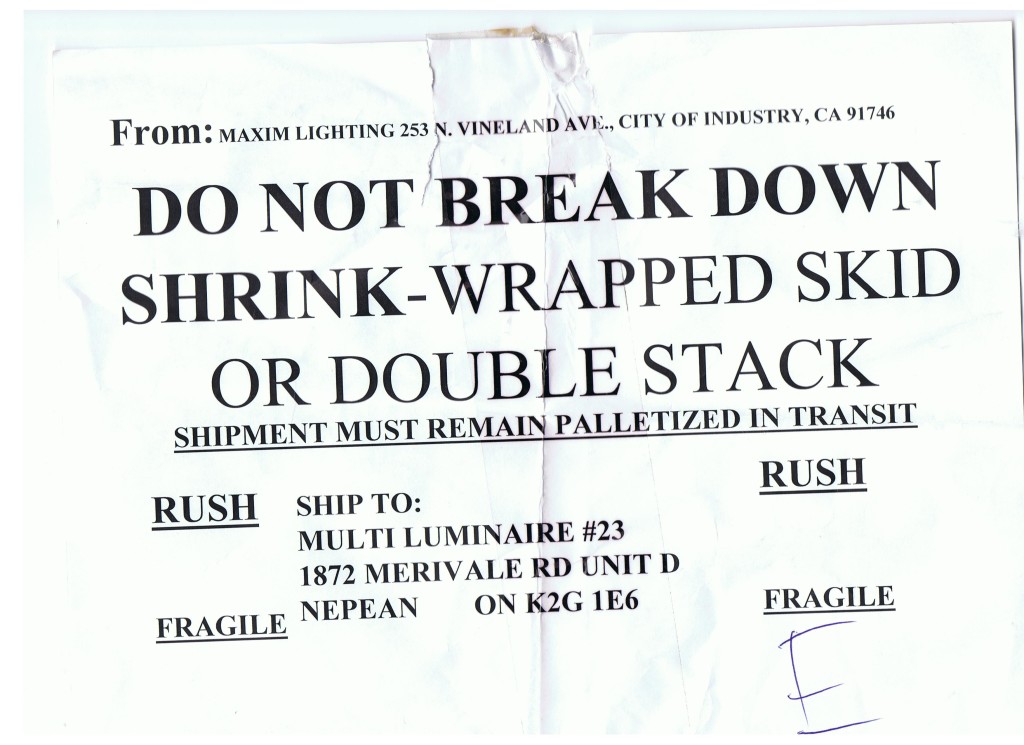 From: MAXIM LIGHTING 253 N. VINELAND AVE., CITY OF INDUSTRY, CA 91746
DO NOT BREAK DOWN
SHRINK-WRAPPED SKID
OR DOUBLE STACK
SHIPMENT MUST REMAIN PALLETIZED IN TRANSIT
RUSH
RUSH
SHIP TO:
MULTI LUMINAIRE #23
1872 MERIVALE RD UNIT D
NEPEAN ON K2G 1E6
FRAGILE
FRAGILE
E